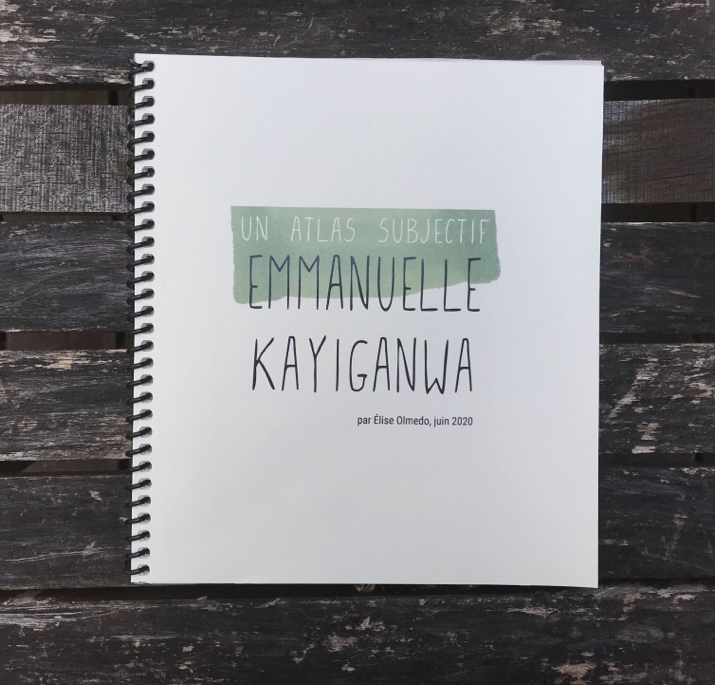 UN ATLAS SUBJECTIF
EMMANUELLE
KAYIGANWA
par Élise Olmedo, juin 2020